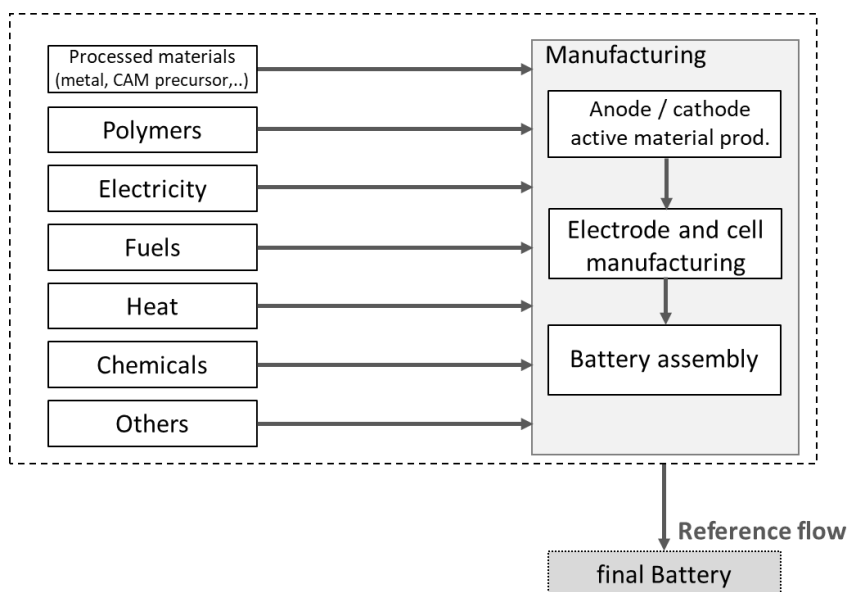 Processed materials
(metal, CAM precursor,..)
Polymers
Electricity
Fuels
Heat
Chemicals
Others
Manufacturing
Anode / cathode
active material prod.
Electrode and cell
manufacturing
Battery assembly
Reference flow
final Battery